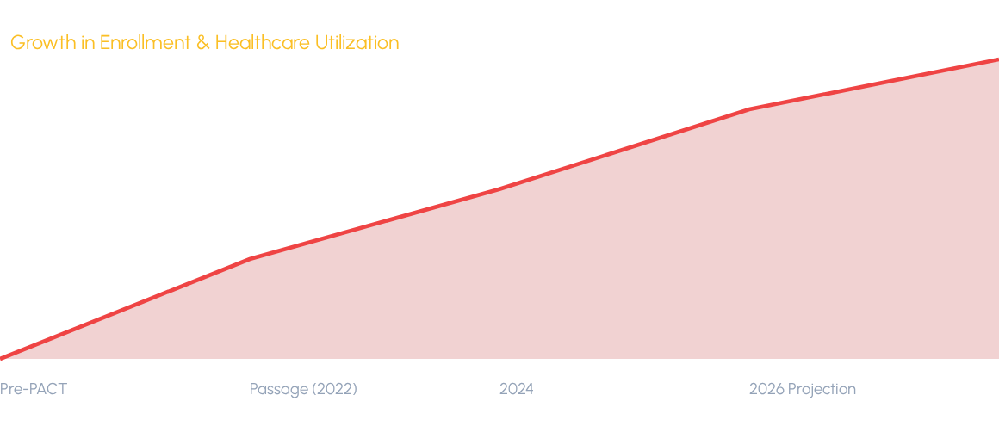 Growth in Enrollment & Healthcare Utilization
Pre-PACT
Passage (2022)
2024
2026 Projection